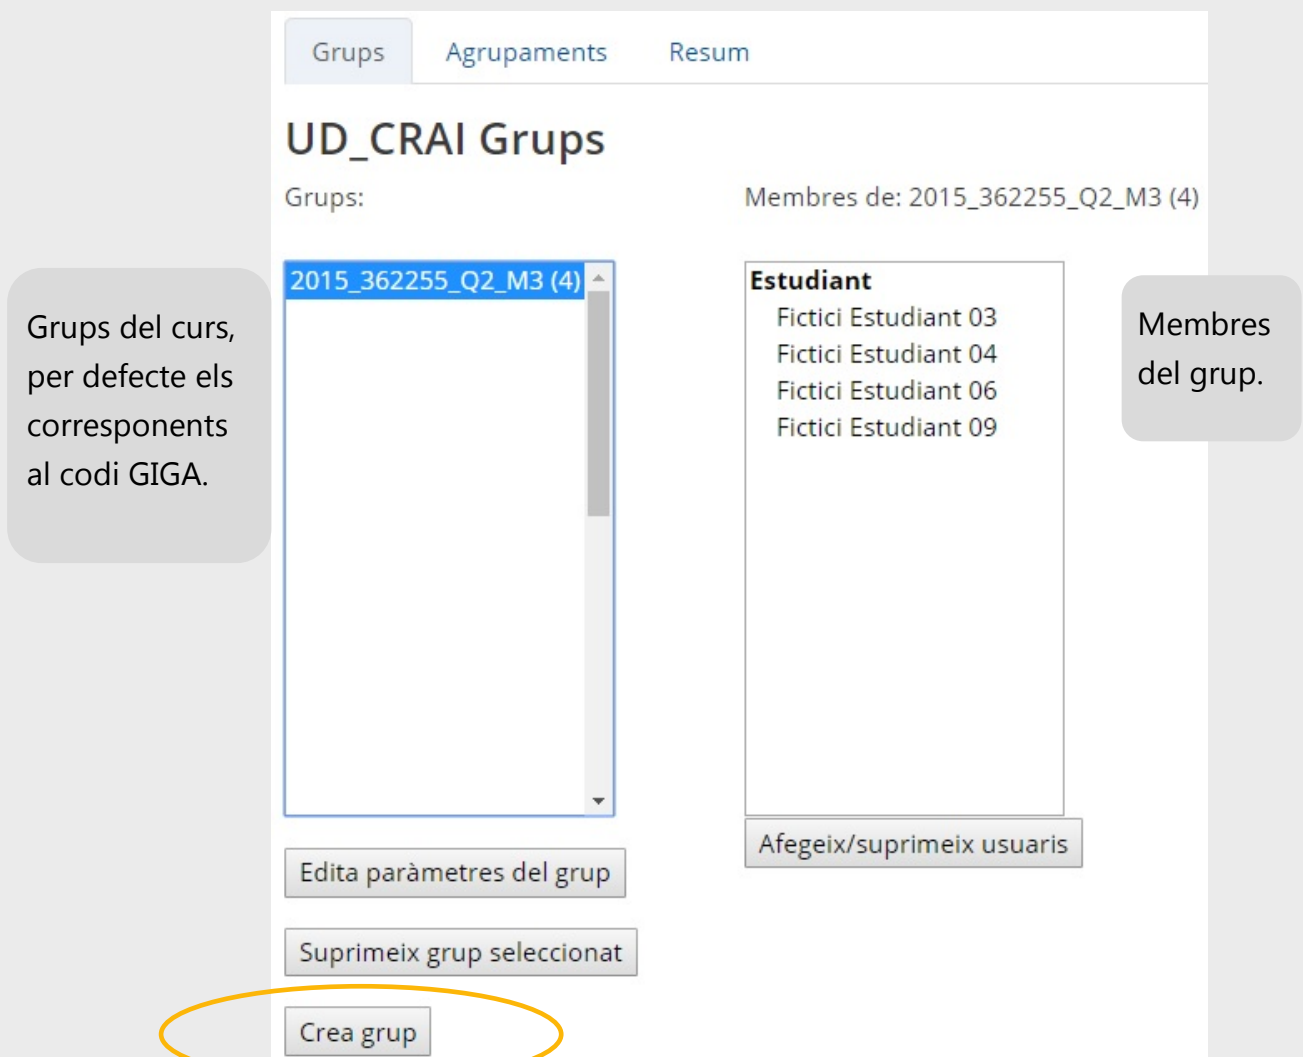 Grups Agrupaments Resum
UD_CRAI Grups
Grups:
Membres de: 2015_362255_Q2_M3 (4)
Grups del curs,
per defecte els
corresponents
al codi GIGA.
2015_362255_Q2_M3 (4)
Estudiant
Fictici Estudiant 03
Fictici Estudiant 04
Fictici Estudiant 06
Fictici Estudiant 09
Membres
del grup.
Afegeix/suprimeix usuaris
Edita paràmetres del grup
Suprimeix grup seleccionat
Crea grup